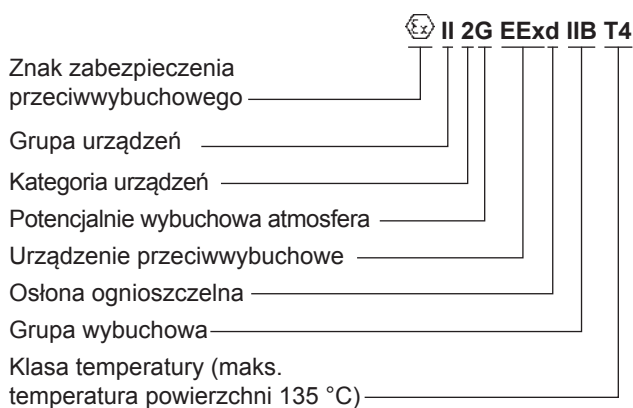 Ex II 2G EExd IIB T4
Znak zabezpieczenia
przeciwwybuchowego
Grupa urządzeń
Kategoria urządzeń
Potencjalnie wybuchowa atmosfera
Urządzenie przeciwwybuchowe
Osłona ognioszczelna
Grupa wybuchowa
Klasa temperatury (maks.
temperatura powierzchni 135 °C)